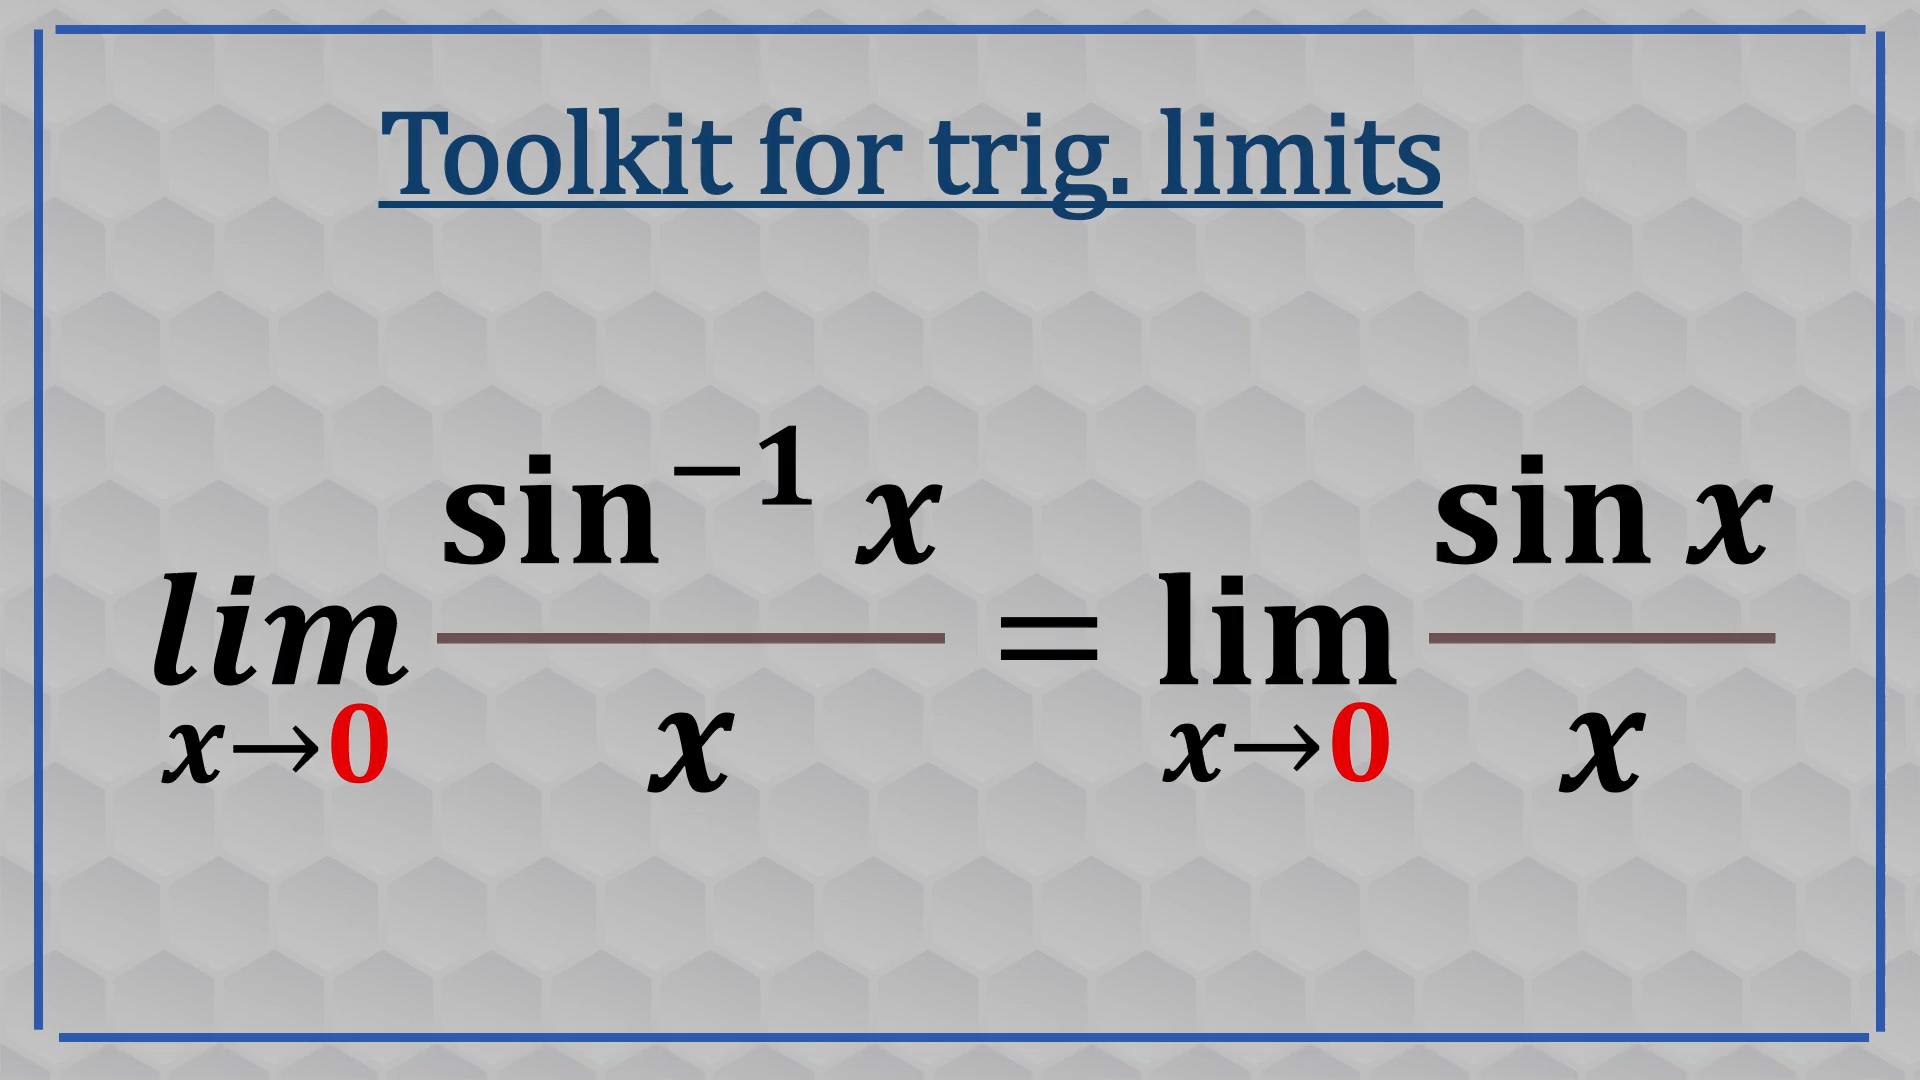 Toolkit for trig. limits
lim x→0 sin⁻¹ x / x = lim x→0 sin x / x